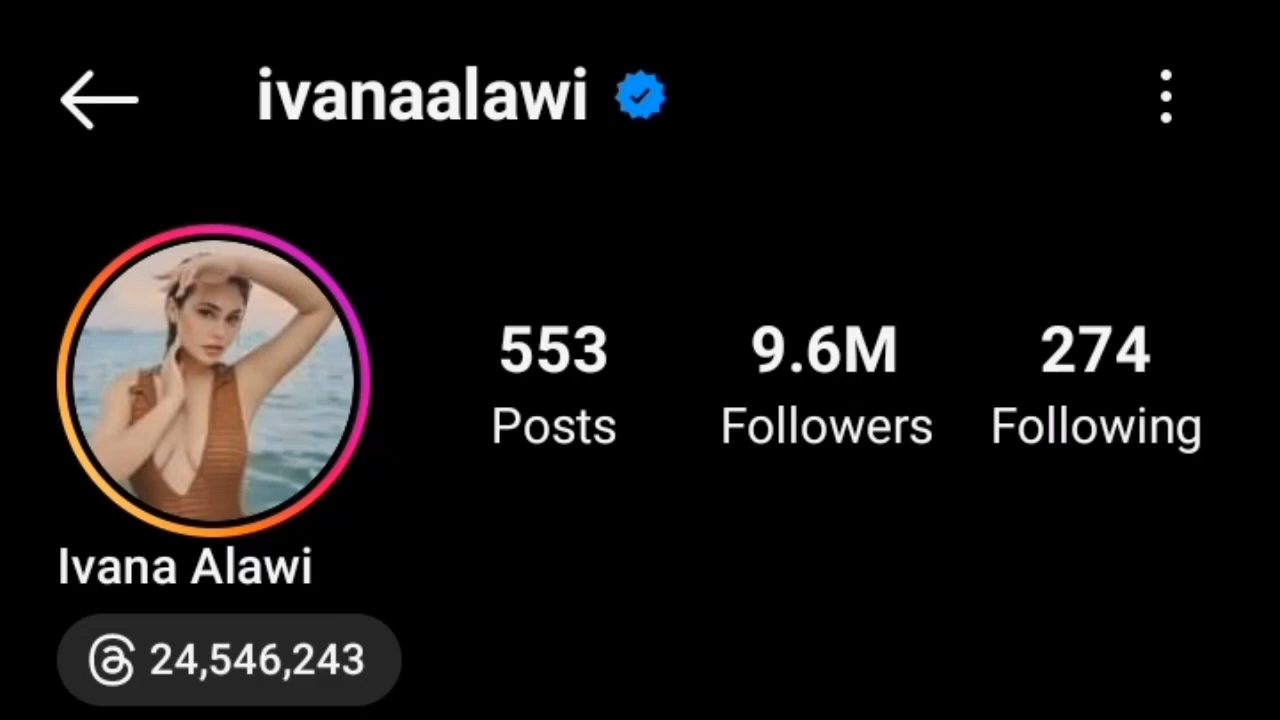 ivanaalawi
553 9.6M 274
Posts Followers Following
Ivana Alawi
24,546,243